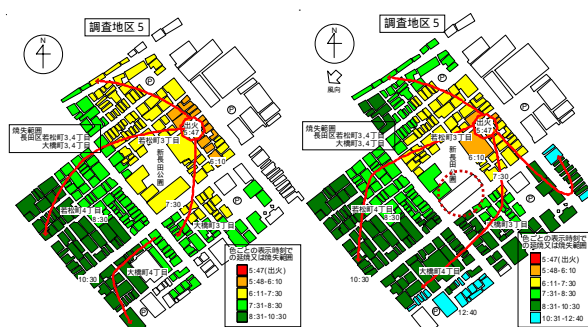 調査地区5
4
P
焼失範囲
長田区若松町3,4丁目
大橋町3,4丁目
出火
5:47
若松町3丁目
新長田公園
6:10
P
7:30
若松町4丁目
8:30
大橋町3丁目
P
大橋町4丁目
10:30
P
色ごとの表示時刻で
の延焼又は焼失範囲
5:47(出火)
5:48-6:10
6:11-7:30
7:31-8:30
8:31-10:30
調査地区5
4
風向
P
焼失範囲
長田区若松町3,4丁目
大橋町3,4丁目
出火
5:47
若松町3丁目
新長田公園
6:10
P
7:30
若松町4丁目
8:30
大橋町3丁目
大橋町4丁目
10:30
12:40
P
色ごとの表示時刻で
の延焼又は焼失範囲
5:47(出火)
5:48-6:10
6:11-7:30
7:31-8:30
8:31-10:30
10:31-12:40